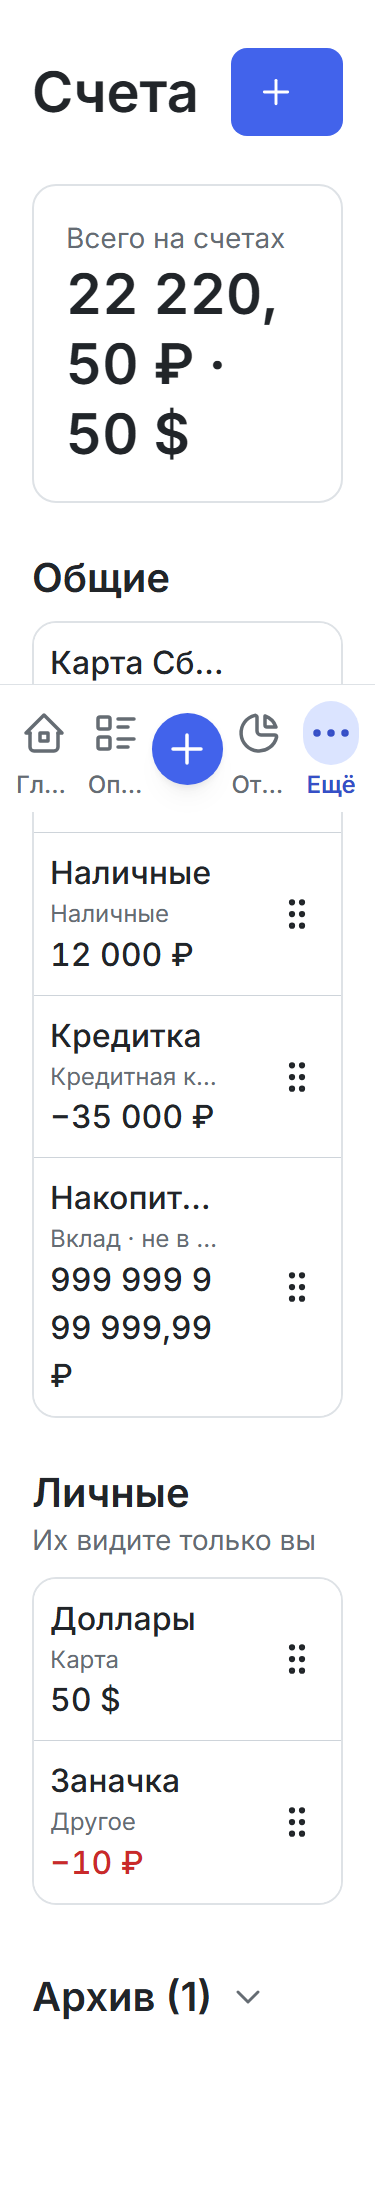 Счета
Всего на счетах
22 220,
50 ₽ ·
50 $
Общие
Карта Сб...
Гл...
Оп...
От...
Ещё
Наличные
Наличные
12 000 ₽
Кредитка
Кредитная к...
−35 000 ₽
Накопит...
Вклад · не в ...
999 999 9
99 999,99
₽
Личные
Их видите только вы
Доллары
Карта
50 $
Заначка
Другое
−10 ₽
Архив (1)